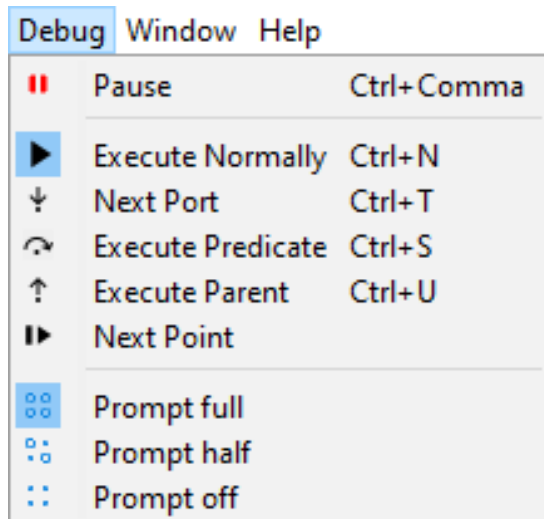 Debug Window Help
Pause Ctrl+Comma
Execute Normally Ctrl+N
Next Port Ctrl+T
Execute Predicate Ctrl+S
Execute Parent Ctrl+U
Next Point
Prompt full
Prompt half
Prompt off